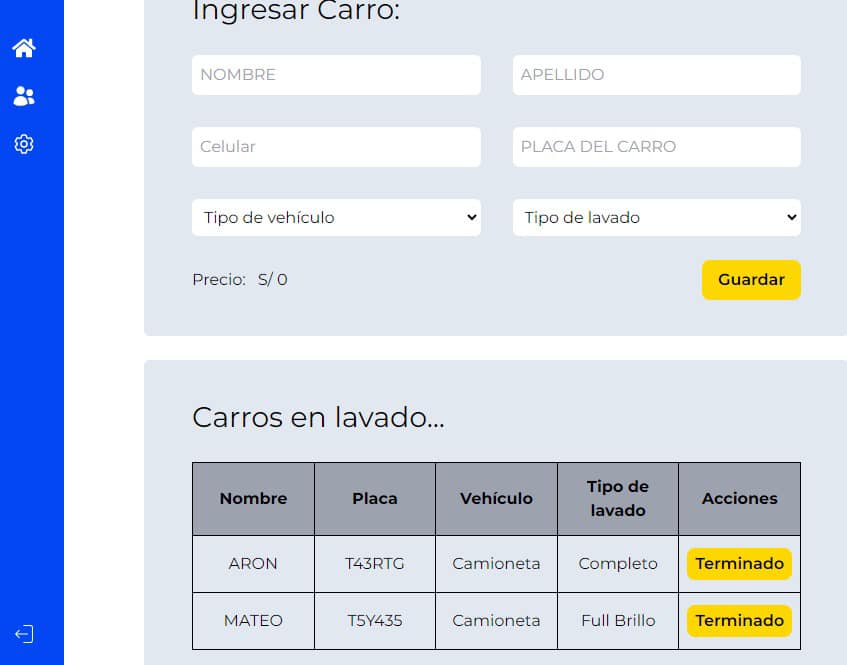 Ingresar Carro:
NOMBRE APELLIDO
Celular PLACA DEL CARRO
Tipo de vehículo Tipo de lavado
Precio: S/ 0 Guardar
Carros en lavado...
Nombre Placa Vehículo Tipo de lavado Acciones
ARON T43RTG Camioneta Completo Terminado
MATEO T5Y435 Camioneta Full Brillo Terminado